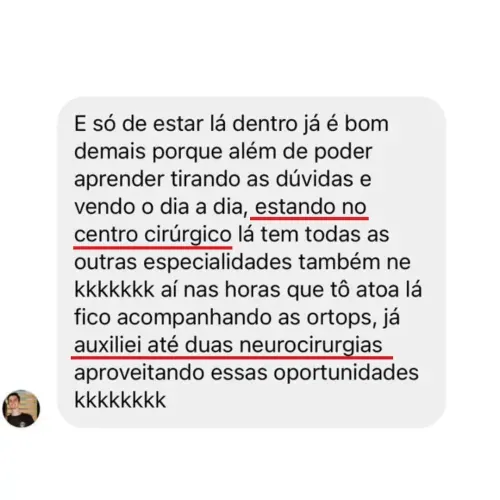 E só de estar lá dentro já é bom
demais porque além de poder
aprender tirando as dúvidas e
vendo o dia a dia, estando no
centro cirúrgico lá tem todas as
outras especialidades também ne
kkkkkkk aí nas horas que tô atoa lá
fico acompanhando as ortops, já
auxiliei até duas neurocirurgias
aproveitando essas oportunidades
kkkkkkkk